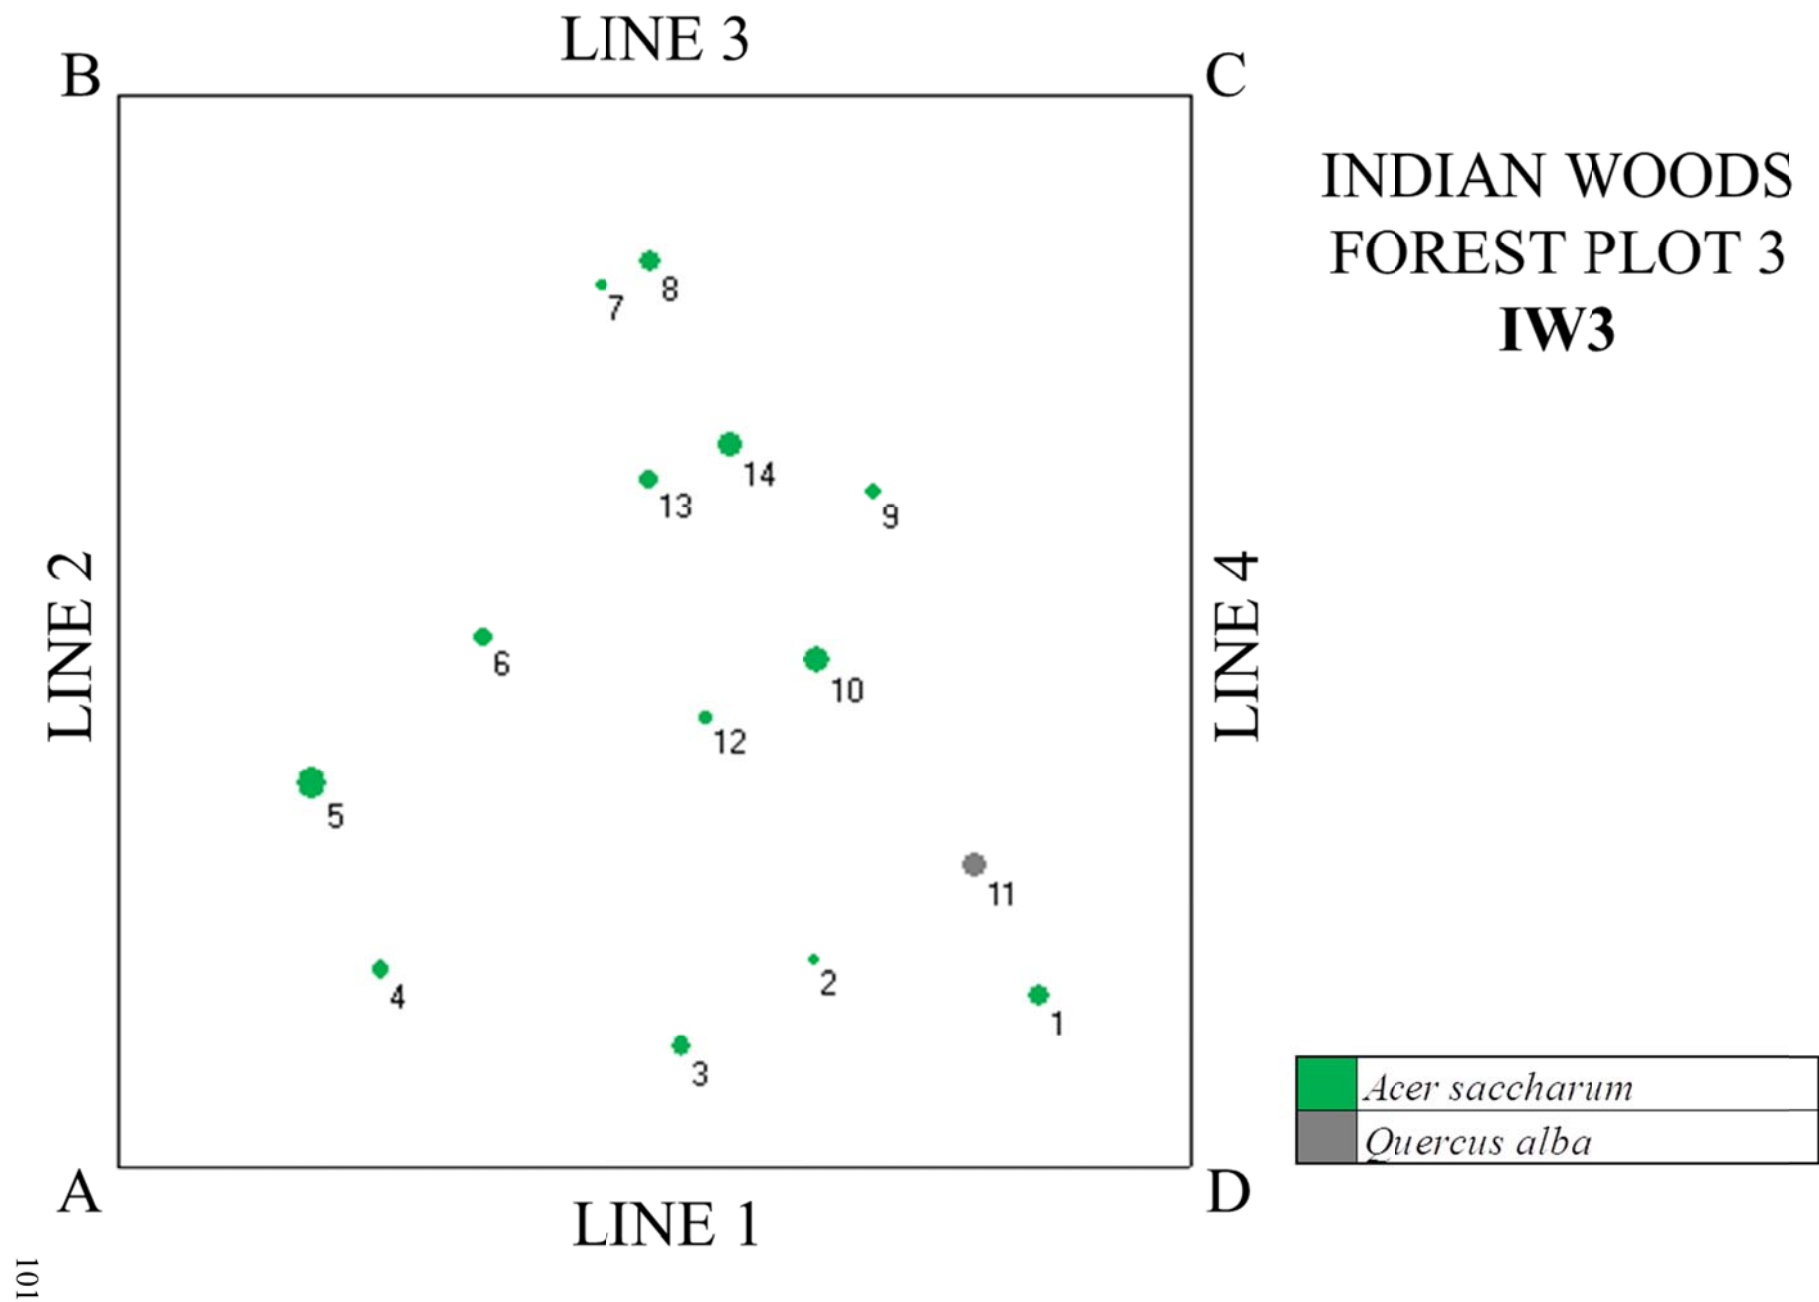 LINE 3
B
C
INDIAN WOODS
FOREST PLOT 3
IW3
8
7
14
13
9
LINE 2
LINE 4
6
10
12
5
11
4
2
1
3
Acer saccharum
Quercus alba
A
D
LINE 1
101